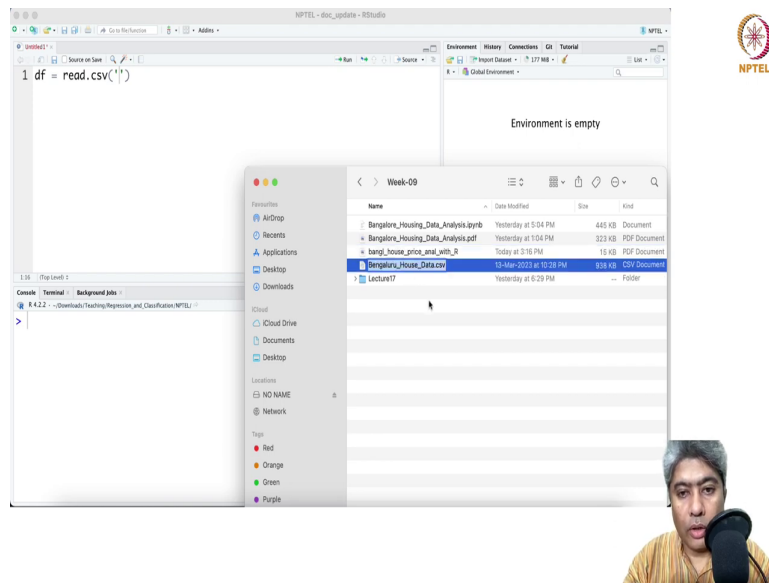 NPTEL - doc_update - RStudio
Go to file/function
Addins
NPTEL
Untitled1*
Source on Save
Run
Source
1 df = read.csv('')
1:16 (Top Level)
Console Terminal Background Jobs
R 4.2.2 · ~/Downloads/Teaching/Regression_and_Classification/NPTEL/
>
Environment History Connections Git Tutorial
Import Dataset
177 MiB
List
R
Global Environment
Environment is empty
NPTEL
Week-09
Favourites
AirDrop
Recents
Applications
Desktop
Downloads
iCloud
iCloud Drive
Documents
Desktop
Locations
NO NAME
Network
Tags
Red
Orange
Green
Purple
Name Date Modified Size Kind
Bangalore_Housing_Data_Analysis.ipynb Yesterday at 5:04 PM 445 KB Document
Bangalore_Housing_Data_Analysis.pdf Yesterday at 1:04 PM 323 KB PDF Document
bangl_house_price_anal_with_R Today at 3:16 PM 15 KB PDF Document
Bengaluru_House_Data.csv 13-Mar-2023 at 10:28 PM 938 KB CSV Document
Lecture17 Yesterday at 6:29 PM -- Folder